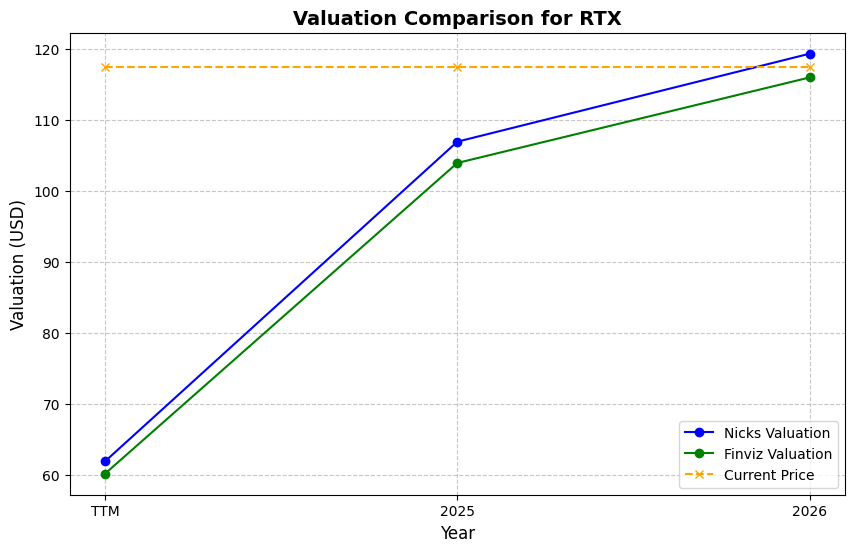 Valuation Comparison for RTX
Valuation (USD)
120
110
100
90
80
70
60
TTM
2025
2026
Year
Nicks Valuation
Finviz Valuation
Current Price